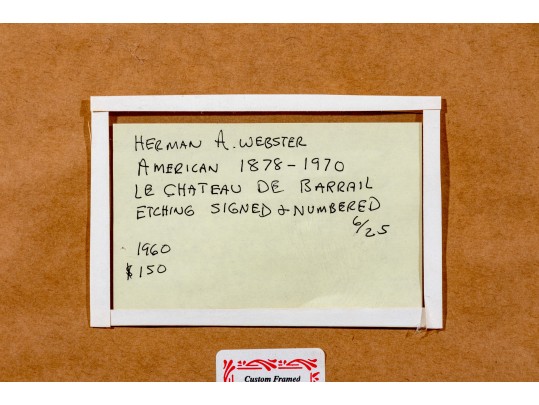 HERMAN A. WEBSTER
AMERICAN 1878-1970
LE CHATEAU DE BARRAIL
ETCHING SIGNED & NUMBERED
6/25
1960
$150
Custom Framed